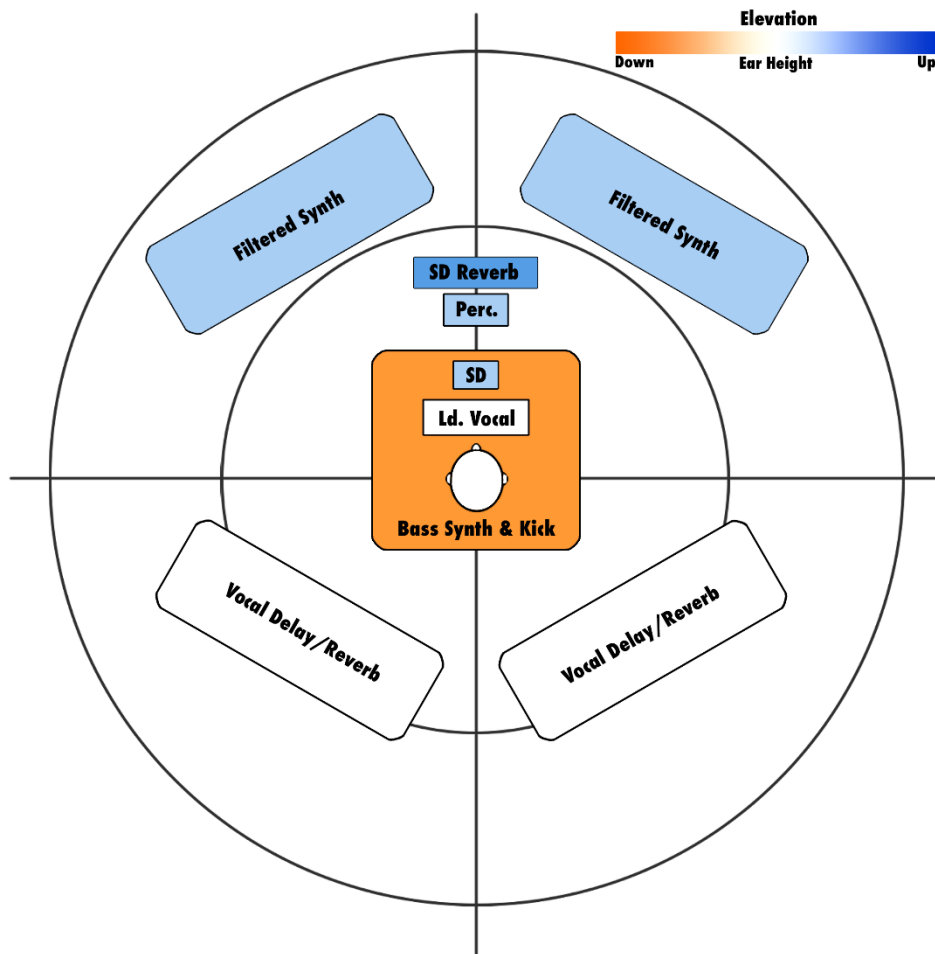 Elevation
Down
Ear Height
Up
Filtered Synth
Filtered Synth
SD Reverb
Perc.
SD
Ld. Vocal
Bass Synth & Kick
Vocal Delay/Reverb
Vocal Delay/Reverb